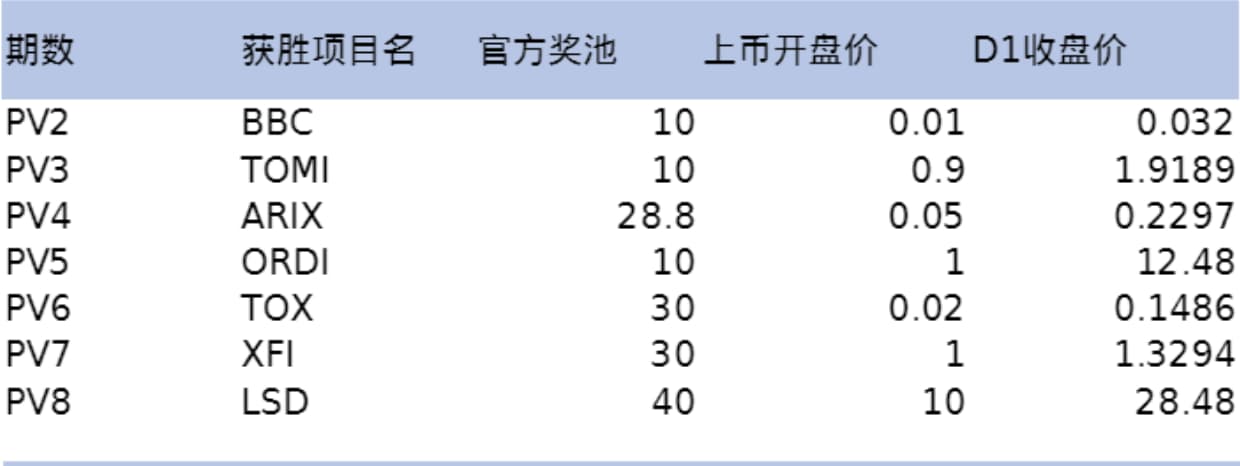 期数 获胜项目名 官方奖池 上币开盘价 D1收盘价
PV2 BBC 10 0.01 0.032
PV3 TOMI 10 0.9 1.9189
PV4 ARIX 28.8 0.05 0.2297
PV5 ORDI 10 1 12.48
PV6 TOX 30 0.02 0.1486
PV7 XFI 30 1 1.3294
PV8 LSD 40 10 28.48